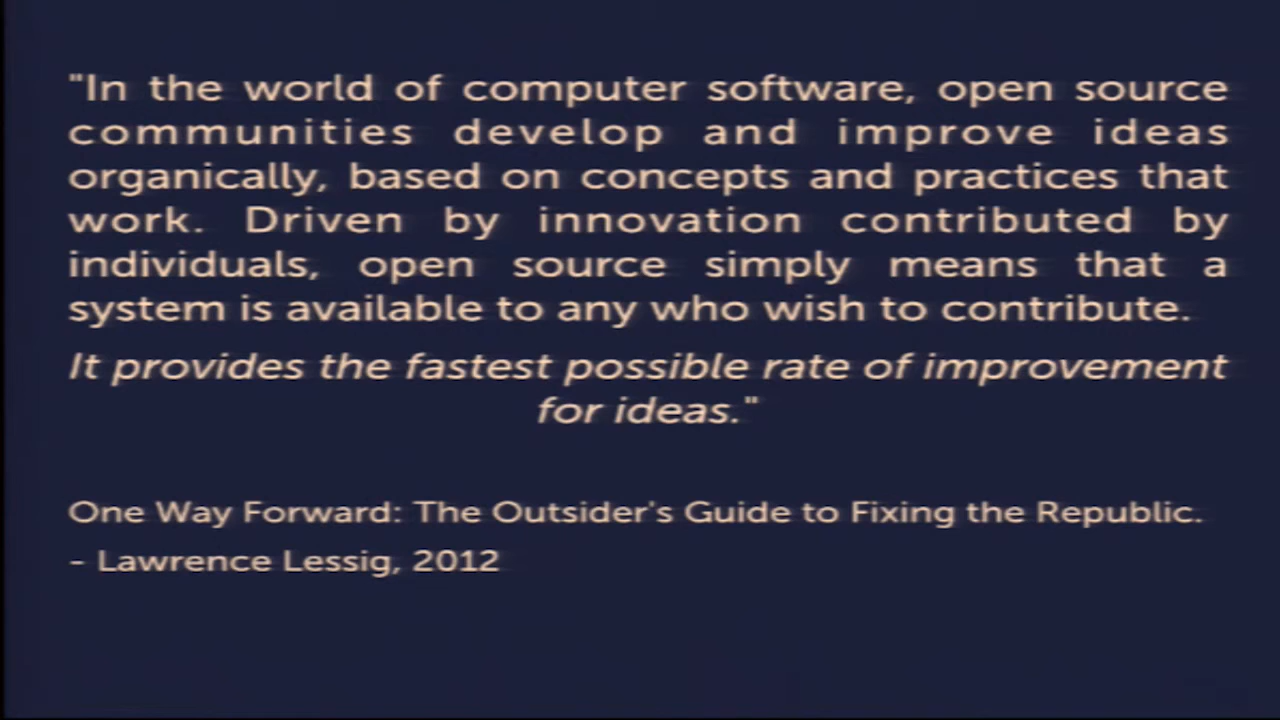 "In the world of computer software, open source
communities develop and improve ideas
organically, based on concepts and practices that
work. Driven by innovation contributed by
individuals, open source simply means that a
system is available to any who wish to contribute.
It provides the fastest possible rate of improvement
for ideas."
One Way Forward: The Outsider's Guide to Fixing the Republic.
- Lawrence Lessig, 2012